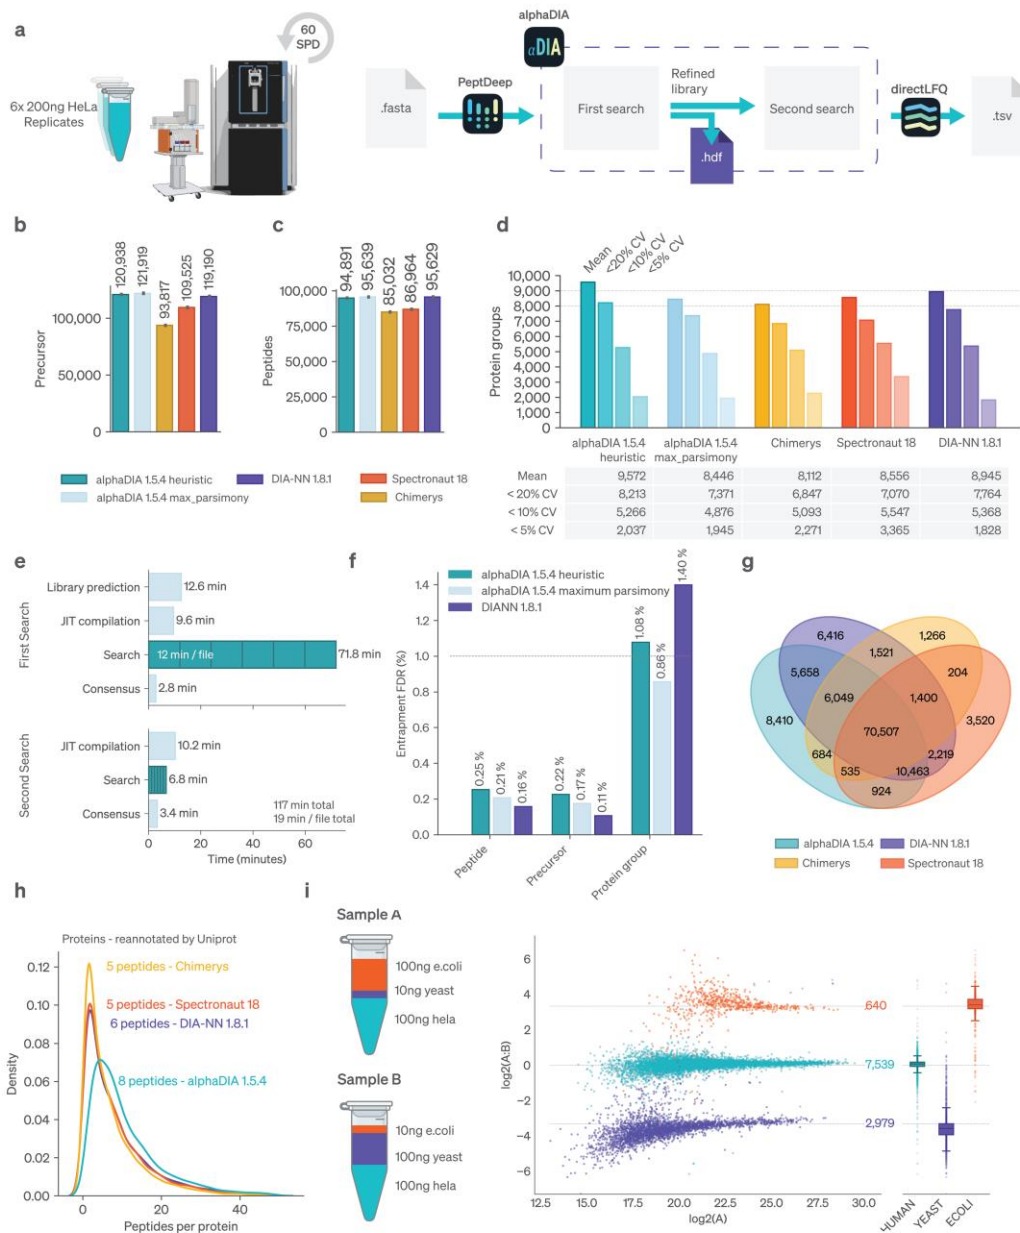 a
60
SPD
6x 200ng HeLa
Replicates
.fasta
PeptDeep
alphaDIA
αDIA
First search
Refined
library
.hdf
Second search
directLFQ
.tsv
b
120,938
121,919
93,817
109,525
119,190
Precursor
100,000
50,000
0
c
94,891
95,639
85,032
86,964
95,629
Peptides
100,000
75,000
50,000
25,000
0
alphaDIA 1.5.4 heuristic
DIA-NN 1.8.1
Spectronaut 18
alphaDIA 1.5.4 max_parsimony
Chimerys
d
Mean
<20% CV
<10% CV
<5% CV
Protein groups
10,000
9,000
8,000
7,000
6,000
5,000
4,000
3,000
2,000
1,000
0
alphaDIA 1.5.4 heuristic
alphaDIA 1.5.4 max_parsimony
Chimerys
Spectronaut 18
DIA-NN 1.8.1
Mean 9,572 8,446 8,112 8,556 8,945
< 20% CV 8,213 7,371 6,847 7,070 7,764
< 10% CV 5,266 4,876 5,093 5,547 5,368
< 5% CV 2,037 1,945 2,271 3,365 1,828
e
First Search
Library prediction 12.6 min
JIT compilation 9.6 min
Search 12 min / file 71.8 min
Consensus 2.8 min
Second Search
JIT compilation 10.2 min
Search 6.8 min
Consensus 3.4 min
117 min total
19 min / file total
0 20 40 60
Time (minutes)
f
alphaDIA 1.5.4 heuristic
alphaDIA 1.5.4 maximum parsimony
DIANN 1.8.1
Entrapment FDR (%)
1.4
1.2
1.0
0.8
0.6
0.4
0.2
0.0
0.25 %
0.21 %
0.16 %
0.22 %
0.17 %
0.11 %
1.08 %
0.86 %
1.40 %
Peptide
Precursor
Protein group
g
6,416
1,266
1,521
5,658
204
6,049
1,400
8,410
3,520
70,507
684
2,219
535
10,463
924
alphaDIA 1.5.4
DIA-NN 1.8.1
Chimerys
Spectronaut 18
h
Proteins - reannotated by Uniprot
5 peptides - Chimerys
5 peptides - Spectronaut 18
6 peptides - DIA-NN 1.8.1
8 peptides - alphaDIA 1.5.4
Density
0.12
0.10
0.08
0.06
0.04
0.02
0.00
0 20 40
Peptides per protein
i
Sample A
100ng e.coli
10ng yeast
100ng hela
Sample B
10ng e.coli
100ng yeast
100ng hela
log2(A:B)
6
4
2
0
−2
−4
−6
640
7,539
2,979
12.5 15.0 17.5 20.0 22.5 25.0 27.5 30.0
log2(A)
HUMAN
YEAST
ECOLI